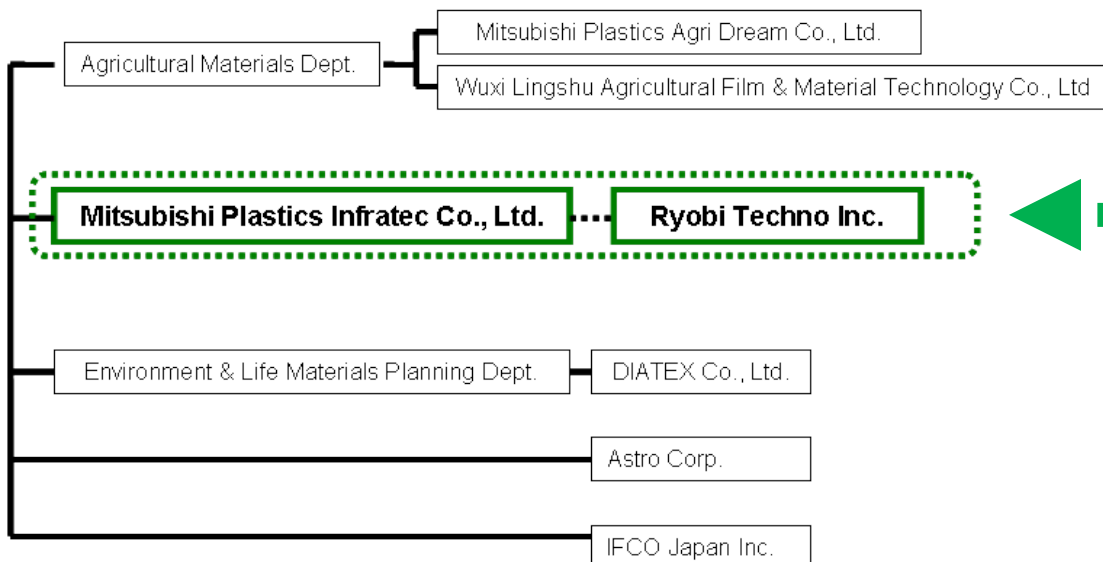 Mitsubishi Plastics Agri Dream Co., Ltd.
Agricultural Materials Dept.
Wuxi Lingshu Agricultural Film & Material Technology Co., Ltd
Mitsubishi Plastics Infratec Co., Ltd.
Ryobi Techno Inc.
Environment & Life Materials Planning Dept.
DIATEX Co., Ltd.
Astro Corp.
IFCO Japan Inc.